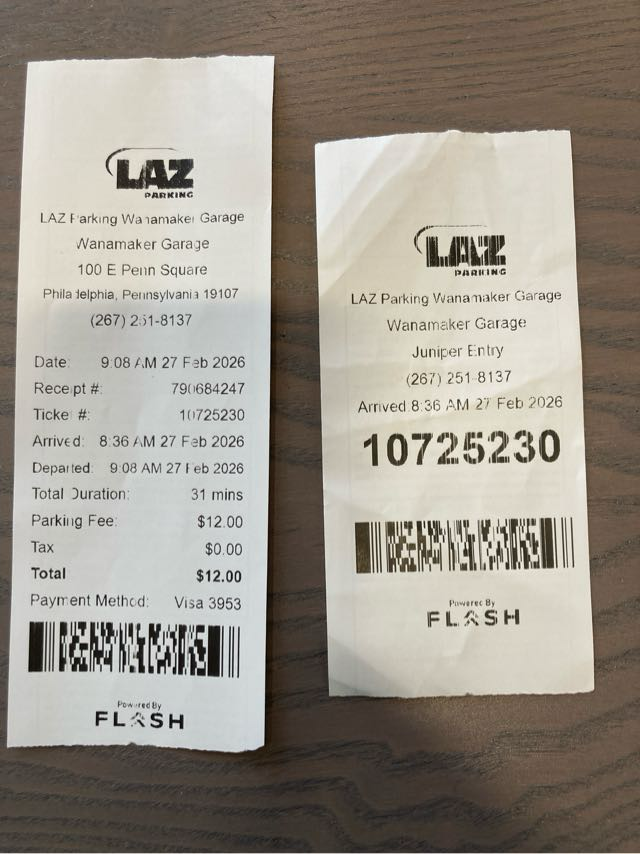 LAZ
PARKING
LAZ Parking Wanamaker Garage
Wanamaker Garage
100 E Penn Square
Philadelphia, Pennsylvania 19107
(267) 251-8137
Date: 9:08 AM 27 Feb 2026
Receipt #: 790684247
Ticket #: 10725230
Arrived: 8:36 AM 27 Feb 2026
Departed: 9:08 AM 27 Feb 2026
Total Duration: 31 mins
Parking Fee: $12.00
Tax $0.00
Total $12.00
Payment Method: Visa 3953
Powered By
FLASH
LAZ
PARKING
LAZ Parking Wanamaker Garage
Wanamaker Garage
Juniper Entry
(267) 251-8137
Arrived 8:36 AM 27 Feb 2026
10725230
Powered By
FLASH